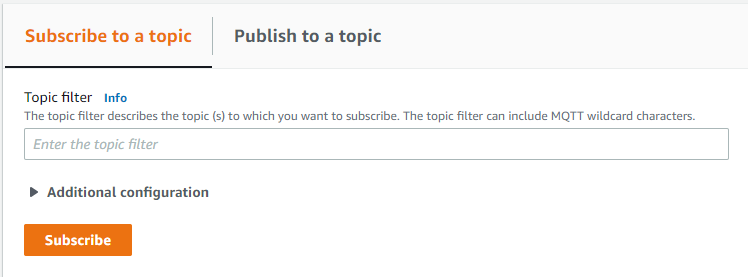 Subscribe to a topic
Publish to a topic
Topic filter Info
The topic filter describes the topic (s) to which you want to subscribe. The topic filter can include MQTT wildcard characters.
Enter the topic filter
Additional configuration
Subscribe